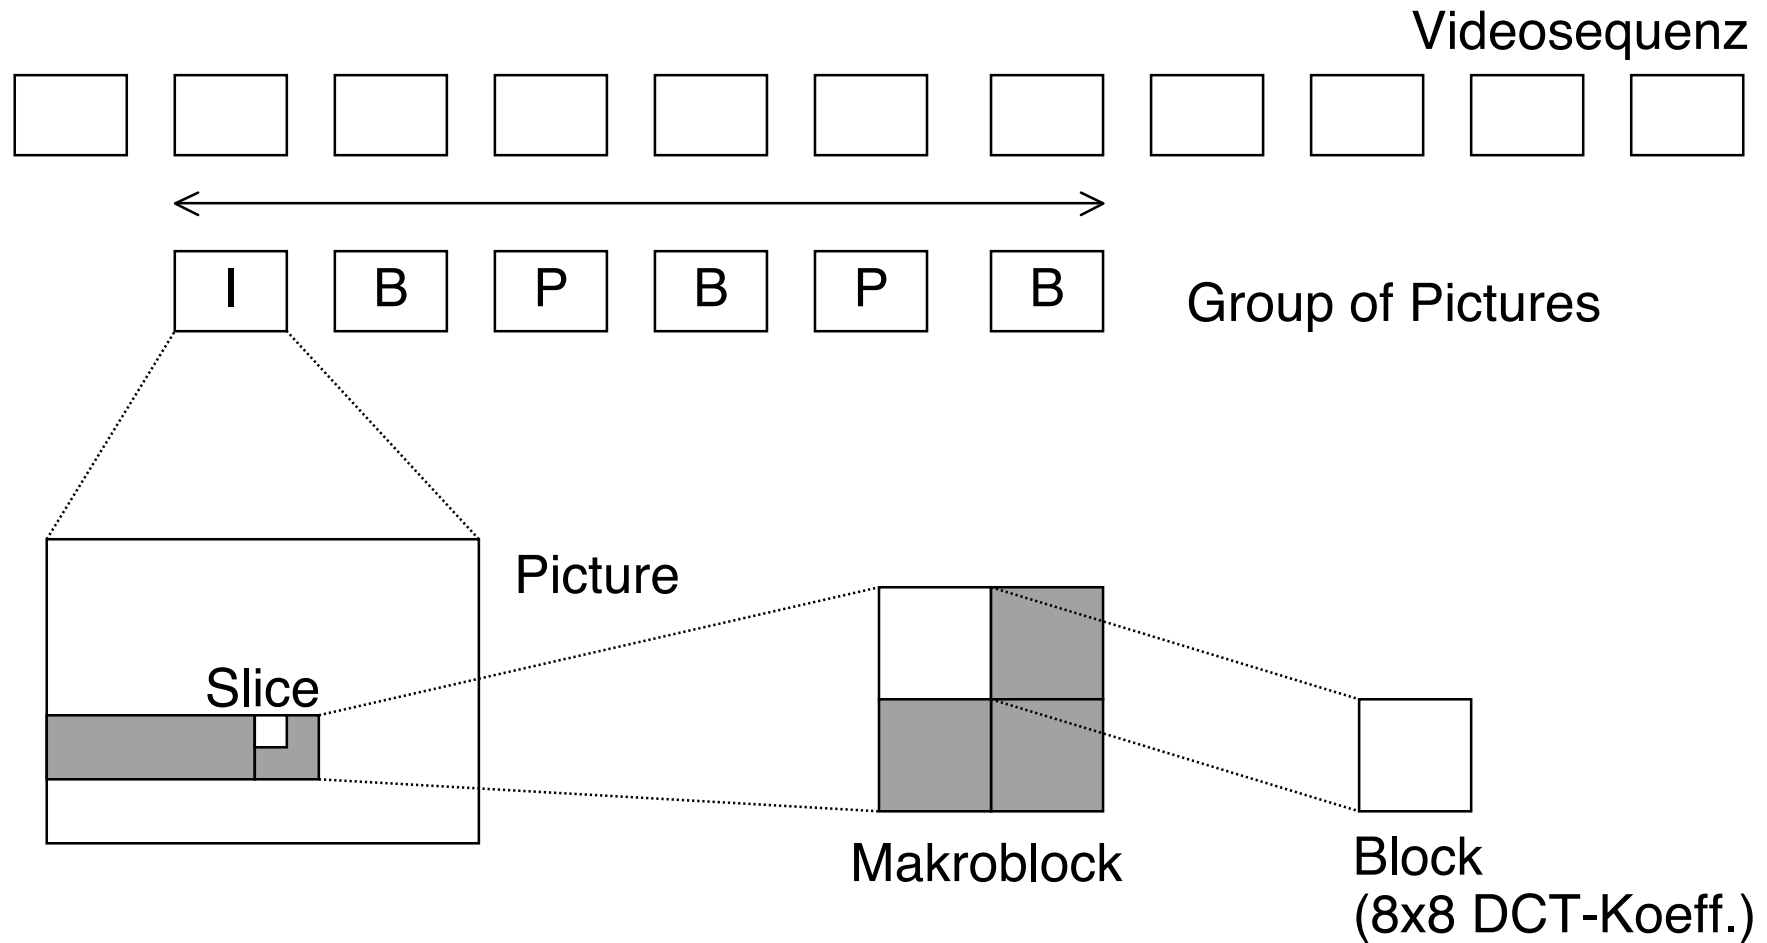 Videosequenz
I B P B P B
Group of Pictures
Picture
Slice
Makroblock
Block
(8x8 DCT-Koeff.)